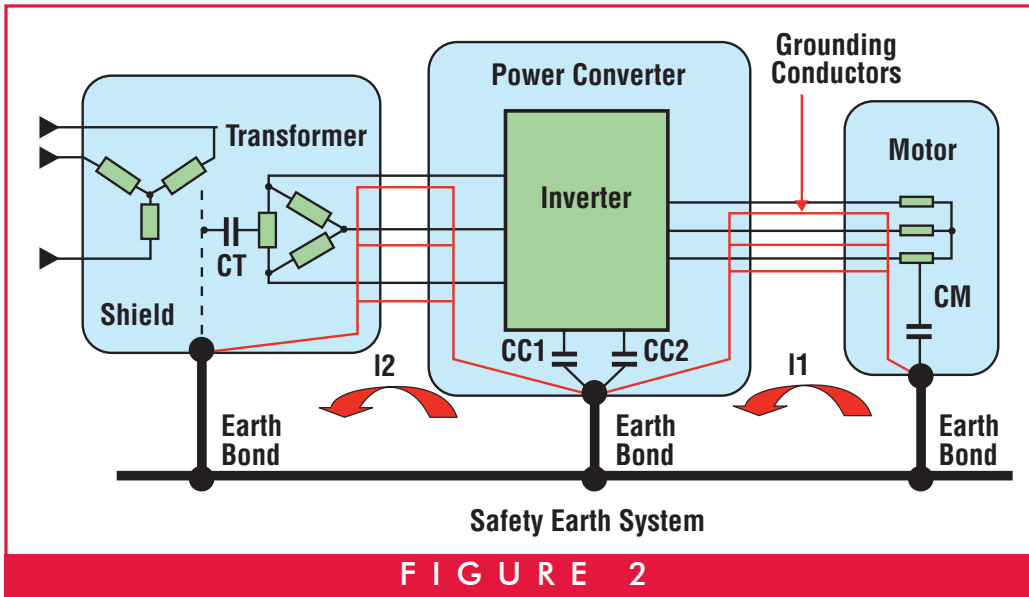 Grounding
Conductors
Power Converter
Transformer
Motor
Inverter
CT
Shield
CM
CC1
CC2
I2
I1
Earth
Bond
Earth
Bond
Earth
Bond
Safety Earth System
FIGURE 2